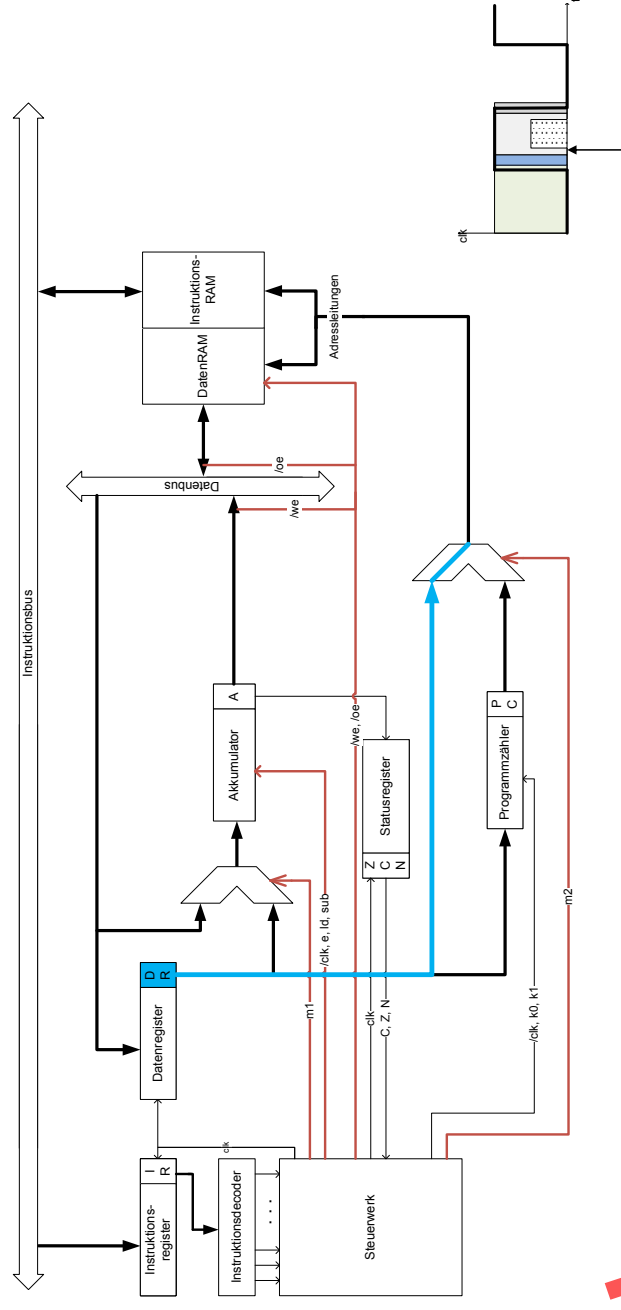 Instruktionsbus
Instruktions-
register
I
R
Datenregister
D
R
Instruktionsdecoder
. . .
Steuerwerk
clk
m1
/clk, e, ld, sub
/we, /oe
clk
C, Z, N
/clk, k0, k1
m2
Akkumulator
A
Statusregister
Z
C
N
Programmzähler
P
C
Datenbus
/we
/oe
DatenRAM
Instruktions-
RAM
Adressleitungen
clk